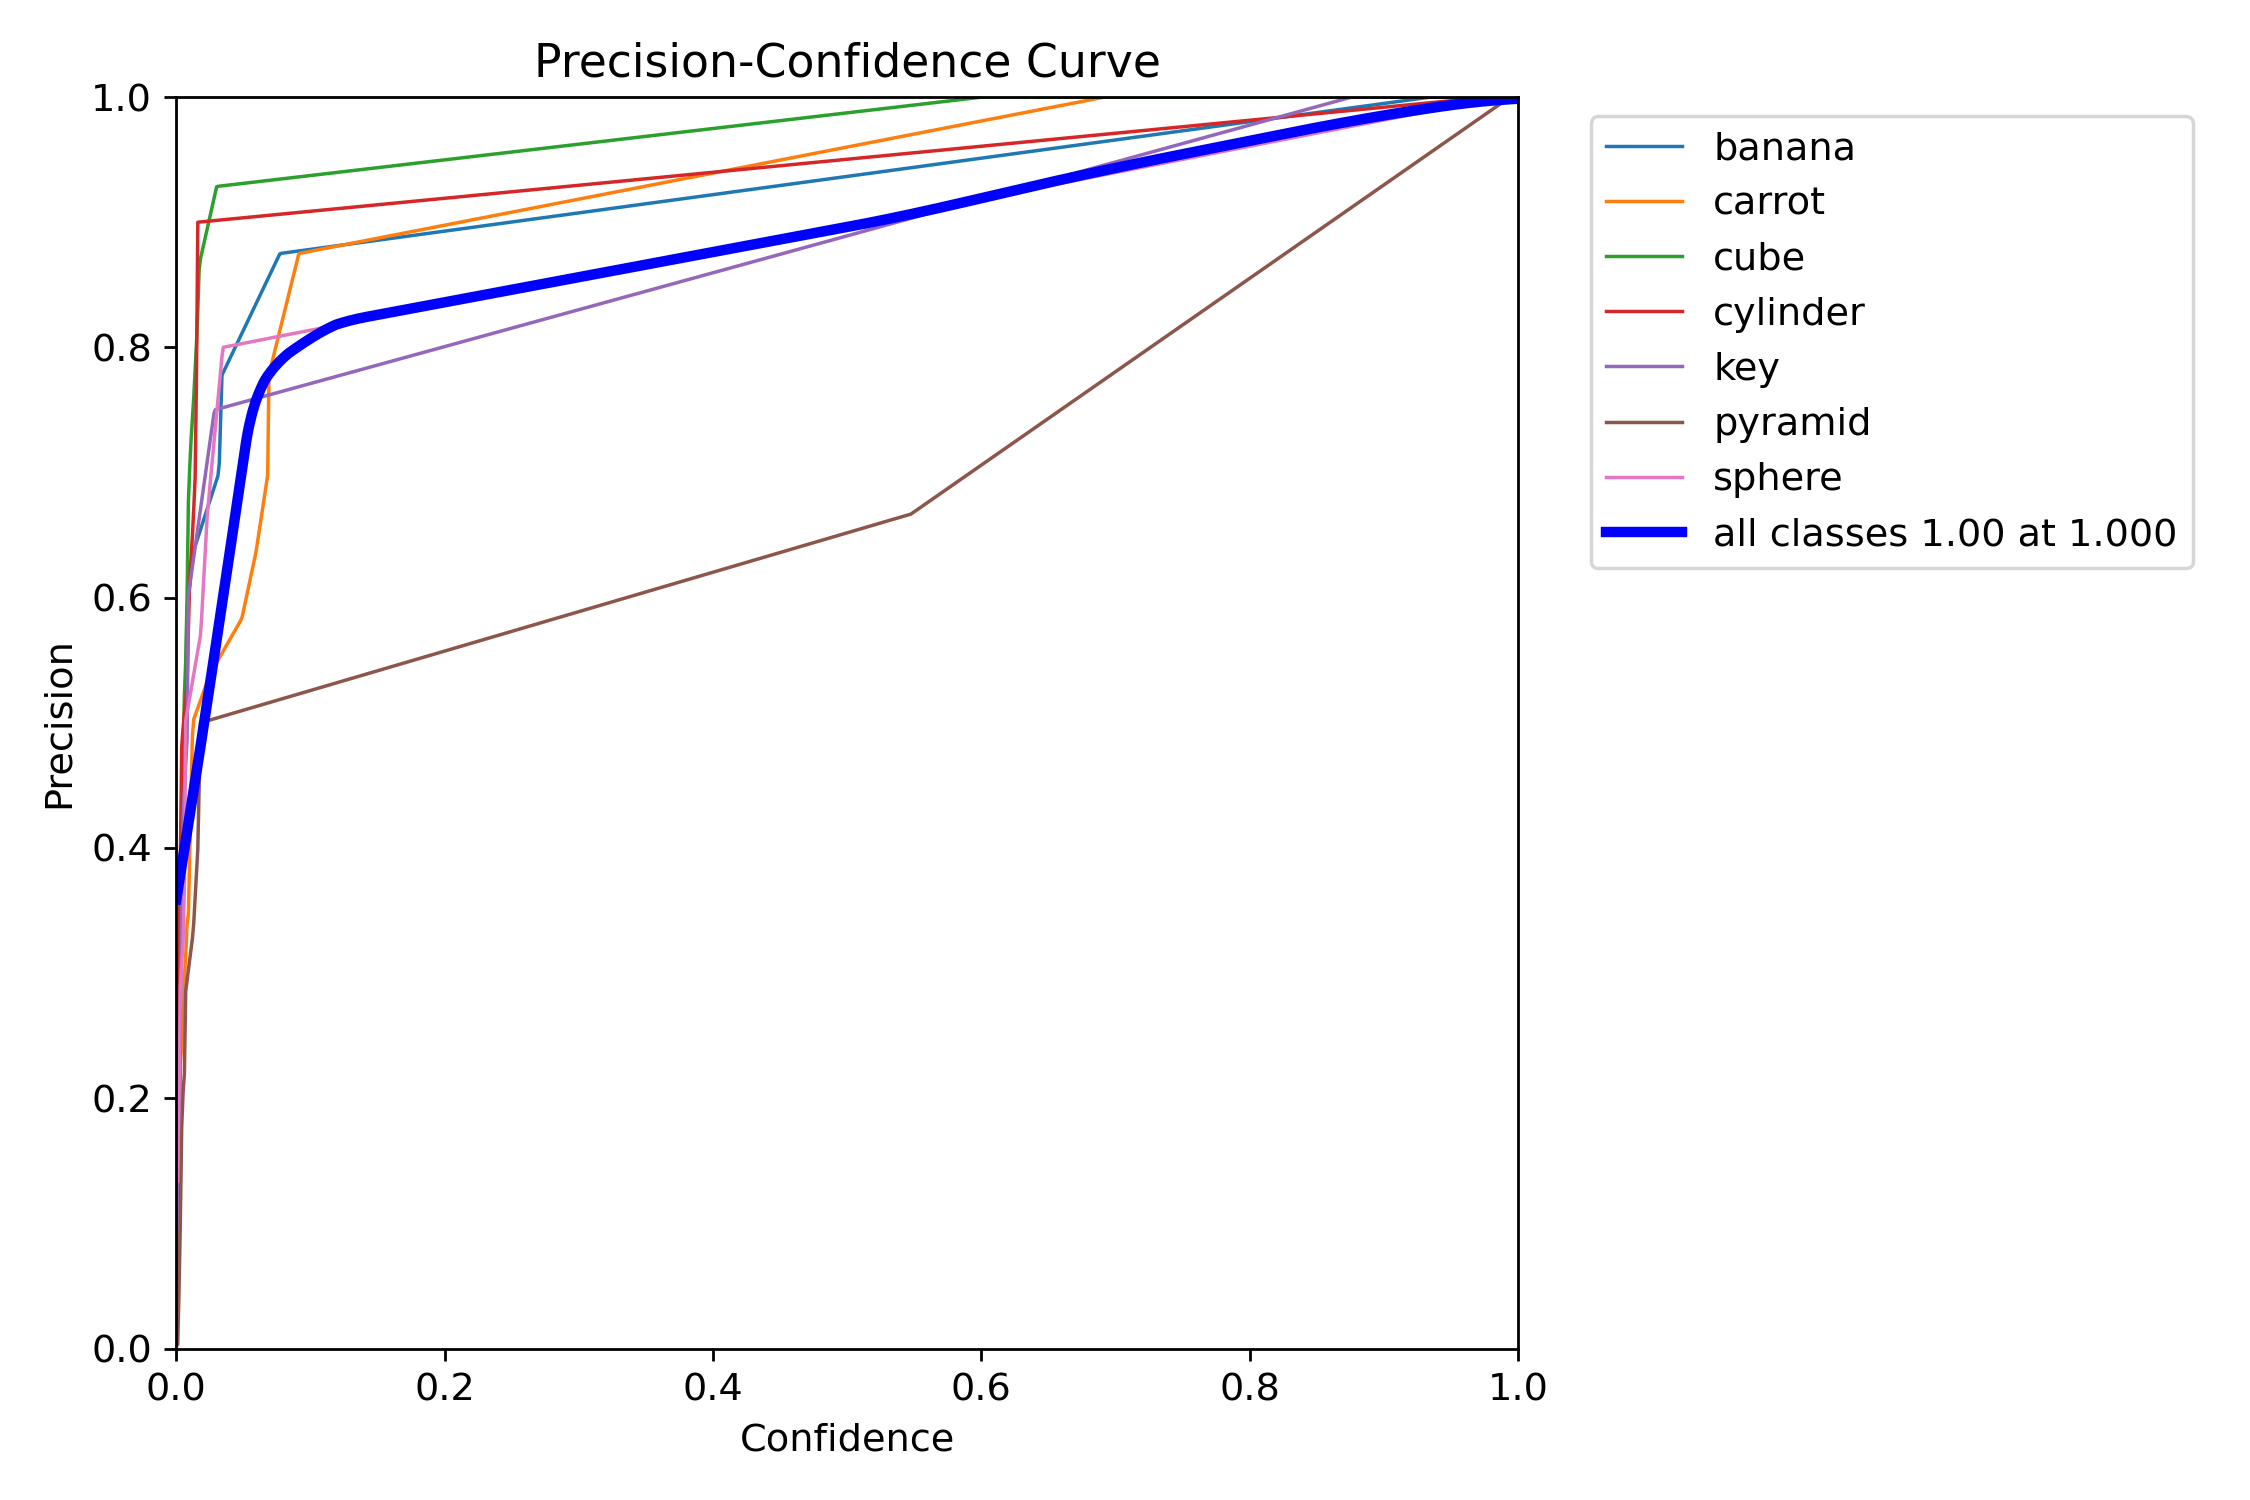 Precision-Confidence Curve
1.0
0.8
0.6
0.4
0.2
0.0
Precision
0.0 0.2 0.4 0.6 0.8 1.0
Confidence
banana
carrot
cube
cylinder
key
pyramid
sphere
all classes 1.00 at 1.000